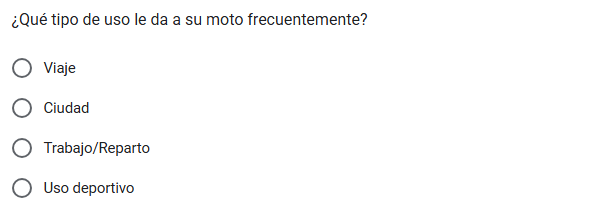 ¿Qué tipo de uso le da a su moto frecuentemente?
Viaje
Ciudad
Trabajo/Reparto
Uso deportivo